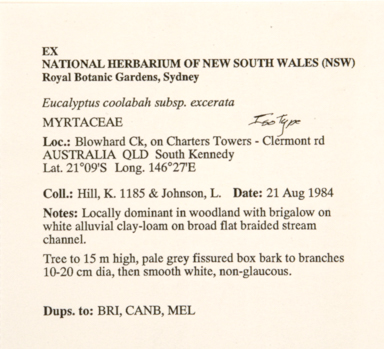 EX
NATIONAL HERBARIUM OF NEW SOUTH WALES (NSW)
Royal Botanic Gardens, Sydney
Eucalyptus coolabah subsp. excerata
MYRTACEAE Isotype
Loc.: Blowhard Ck, on Charters Towers - Clermont rd
AUSTRALIA QLD South Kennedy
Lat. 21°09'S Long. 146°27'E
Coll.: Hill, K. 1185 & Johnson, L. Date: 21 Aug 1984
Notes: Locally dominant in woodland with brigalow on
white alluvial clay-loam on broad flat braided stream
channel.
Tree to 15 m high, pale grey fissured box bark to branches
10-20 cm dia, then smooth white, non-glaucous.
Dups. to: BRI, CANB, MEL